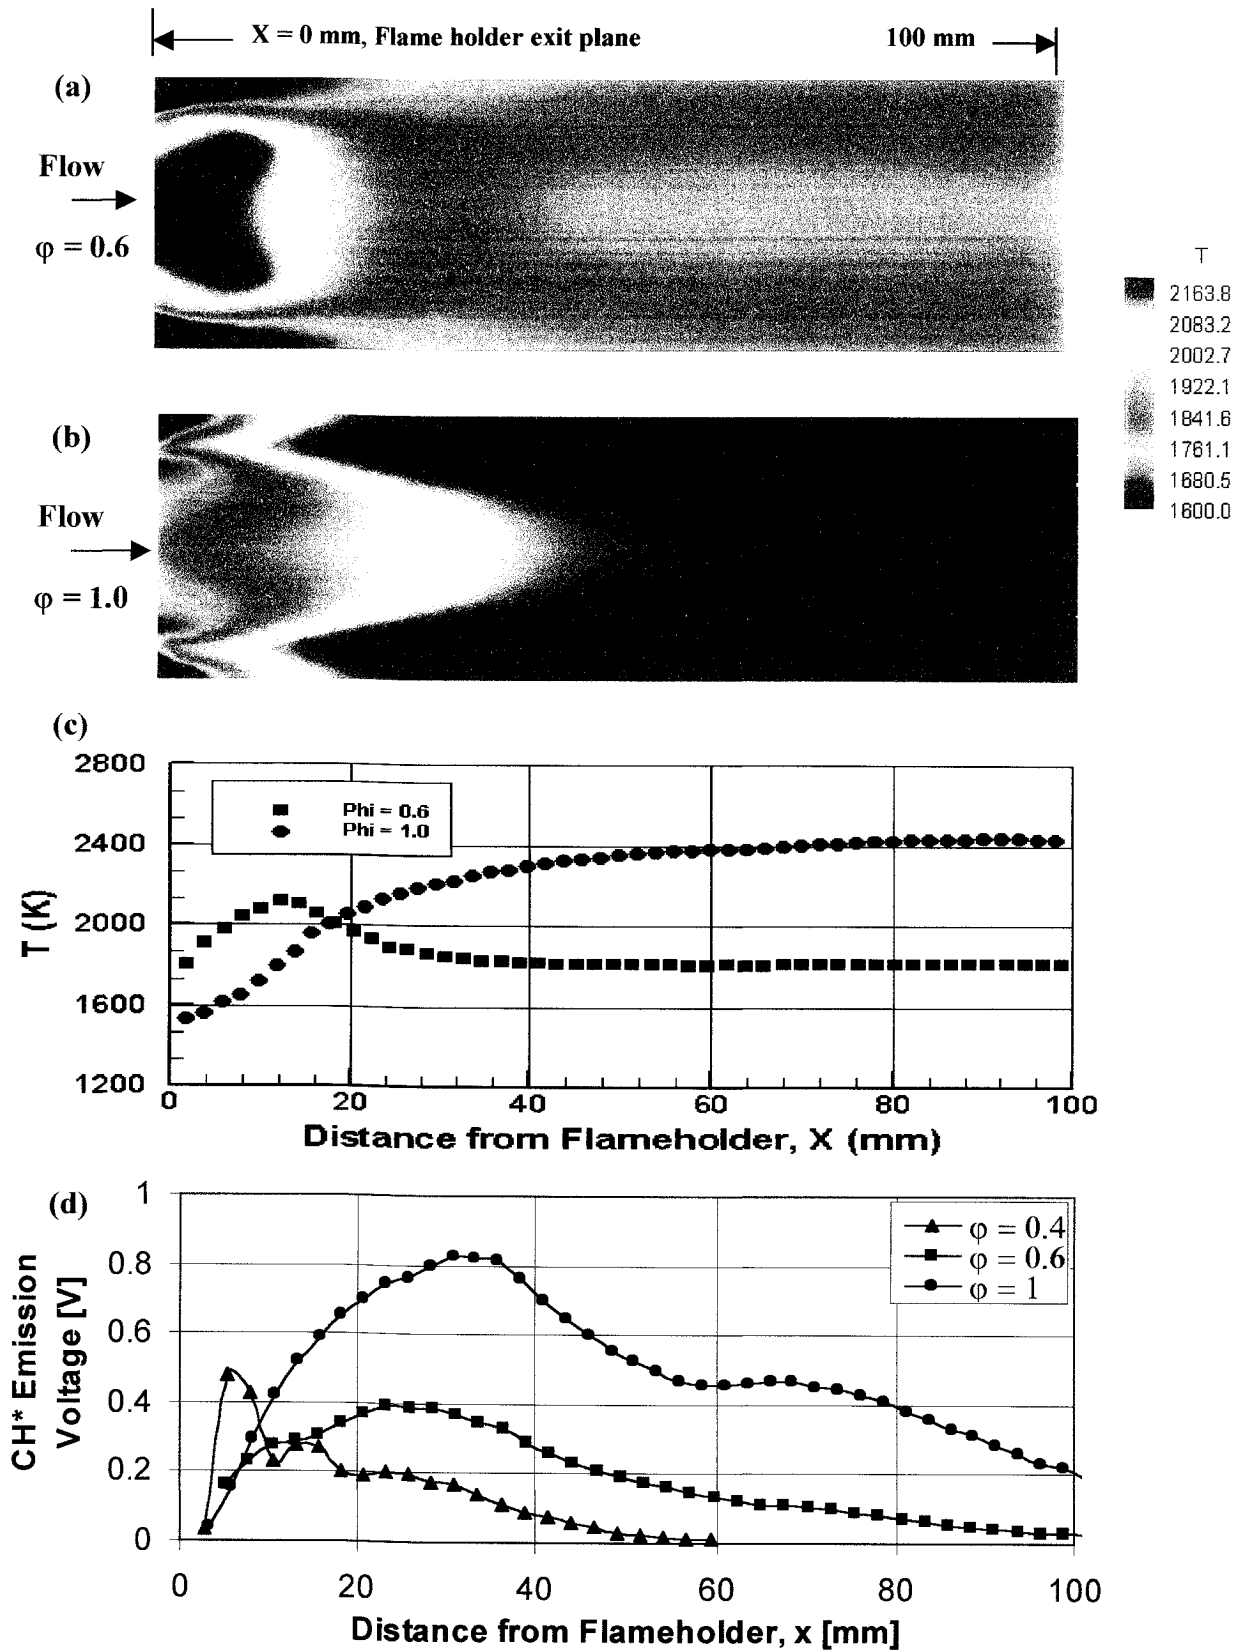 X = 0 mm, Flame holder exit plane 100 mm
(a)
Flow
φ = 0.6
T
2163.8
2083.2
2002.7
1922.1
1841.6
1761.1
1680.5
1600.0
(b)
Flow
φ = 1.0
(c)
2800
2400
2000
1600
1200
T (K)
Phi = 0.6
Phi = 1.0
0 20 40 60 80 100
Distance from Flameholder, X (mm)
(d)
1
0.8
0.6
0.4
0.2
0
CH* Emission
Voltage [V]
φ = 0.4
φ = 0.6
φ = 1
0 20 40 60 80 100
Distance from Flameholder, x [mm]